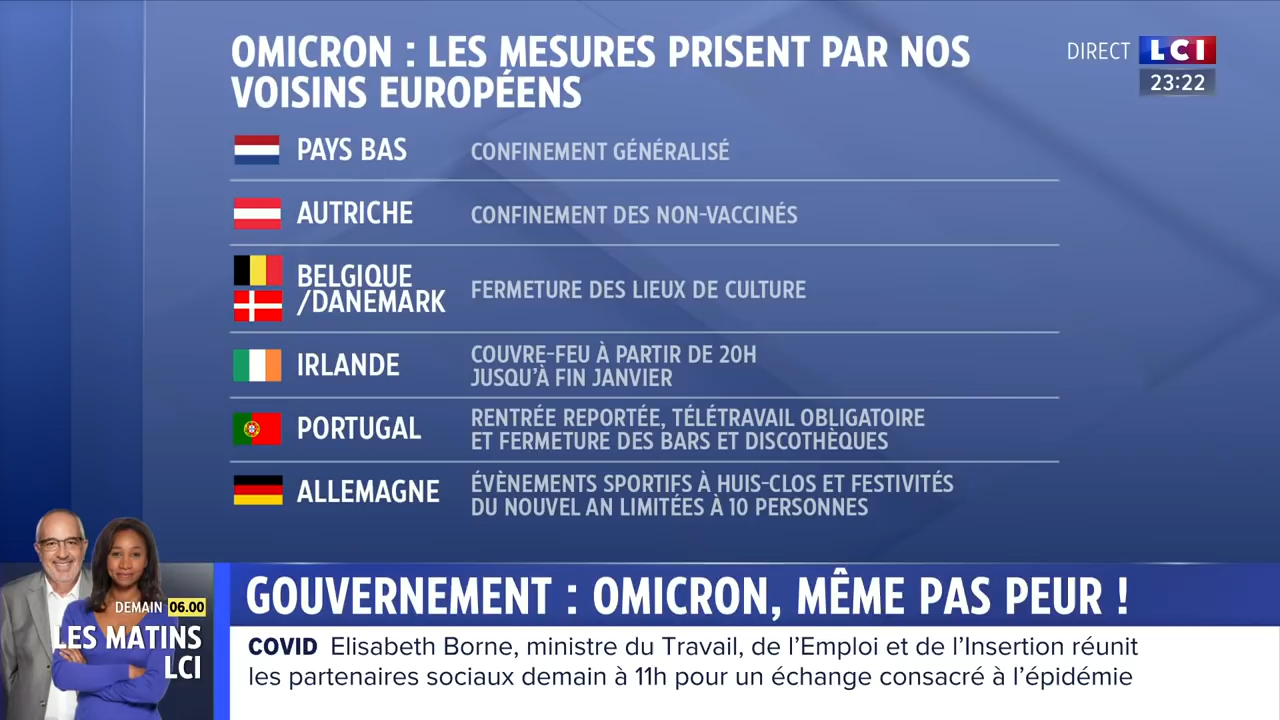 OMICRON : LES MESURES PRISENT PAR NOS
VOISINS EUROPÉENS
DIRECT LCI
23:22
PAYS BAS CONFINEMENT GÉNÉRALISÉ
AUTRICHE CONFINEMENT DES NON-VACCINÉS
BELGIQUE
/DANEMARK
FERMETURE DES LIEUX DE CULTURE
IRLANDE
COUVRE-FEU À PARTIR DE 20H
JUSQU'À FIN JANVIER
PORTUGAL
RENTRÉE REPORTÉE, TÉLÉTRAVAIL OBLIGATOIRE
ET FERMETURE DES BARS ET DISCOTHÈQUES
ALLEMAGNE
ÉVÈNEMENTS SPORTIFS À HUIS-CLOS ET FESTIVITÉS
DU NOUVEL AN LIMITÉES À 10 PERSONNES
DEMAIN 06.00
LES MATINS
LCI
GOUVERNEMENT : OMICRON, MÊME PAS PEUR !
COVID Elisabeth Borne, ministre du Travail, de l'Emploi et de l'Insertion réunit
les partenaires sociaux demain à 11h pour un échange consacré à l'épidémie